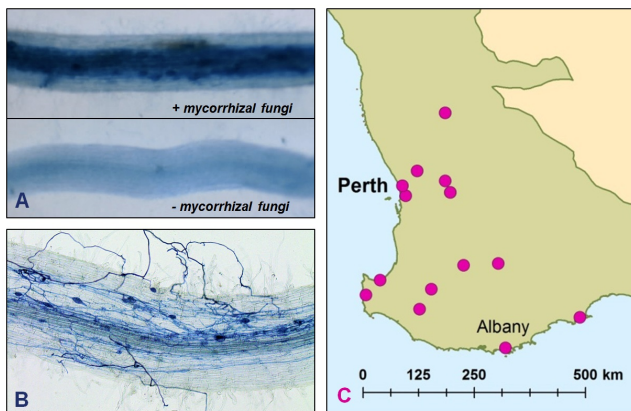 + mycorrhizal fungi
- mycorrhizal fungi
A
B
Perth
Albany
0 125 250 500 km
C